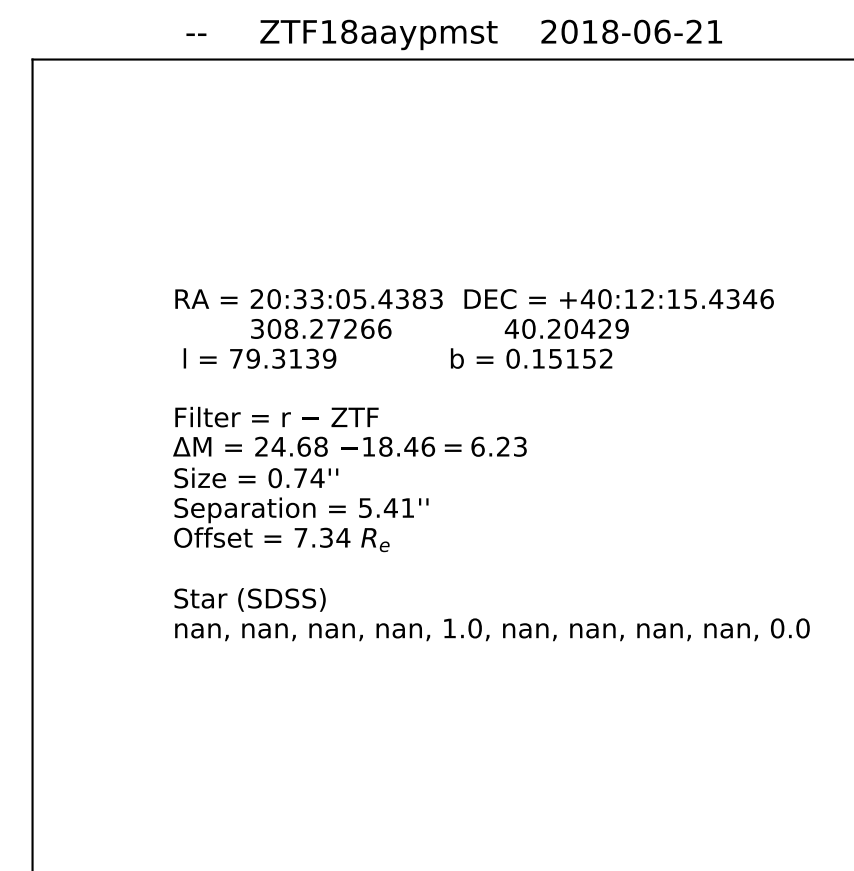 -- ZTF18aaypmst 2018-06-21
RA = 20:33:05.4383 DEC = +40:12:15.4346
308.27266 40.20429
l = 79.3139 b = 0.15152
Filter = r − ZTF
ΔM = 24.68 −18.46 = 6.23
Size = 0.74''
Separation = 5.41''
Offset = 7.34 Re
Star (SDSS)
nan, nan, nan, nan, 1.0, nan, nan, nan, nan, 0.0